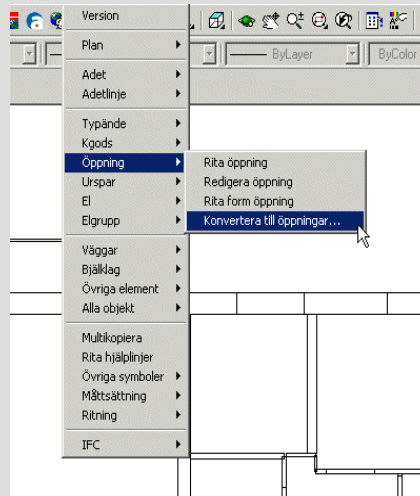 Version
ByLayer
ByColor
Plan
Adet
Adetlinje
Typände
Kgods
Öppning
Rita öppning
Urspar
Redigera öppning
El
Rita form öppning
Elgrupp
Konvertera till öppningar...
Väggar
Bjälklag
Övriga element
Alla objekt
Multikopiera
Rita hjälplinjer
Övriga symboler
Måttsättning
Ritning
IFC